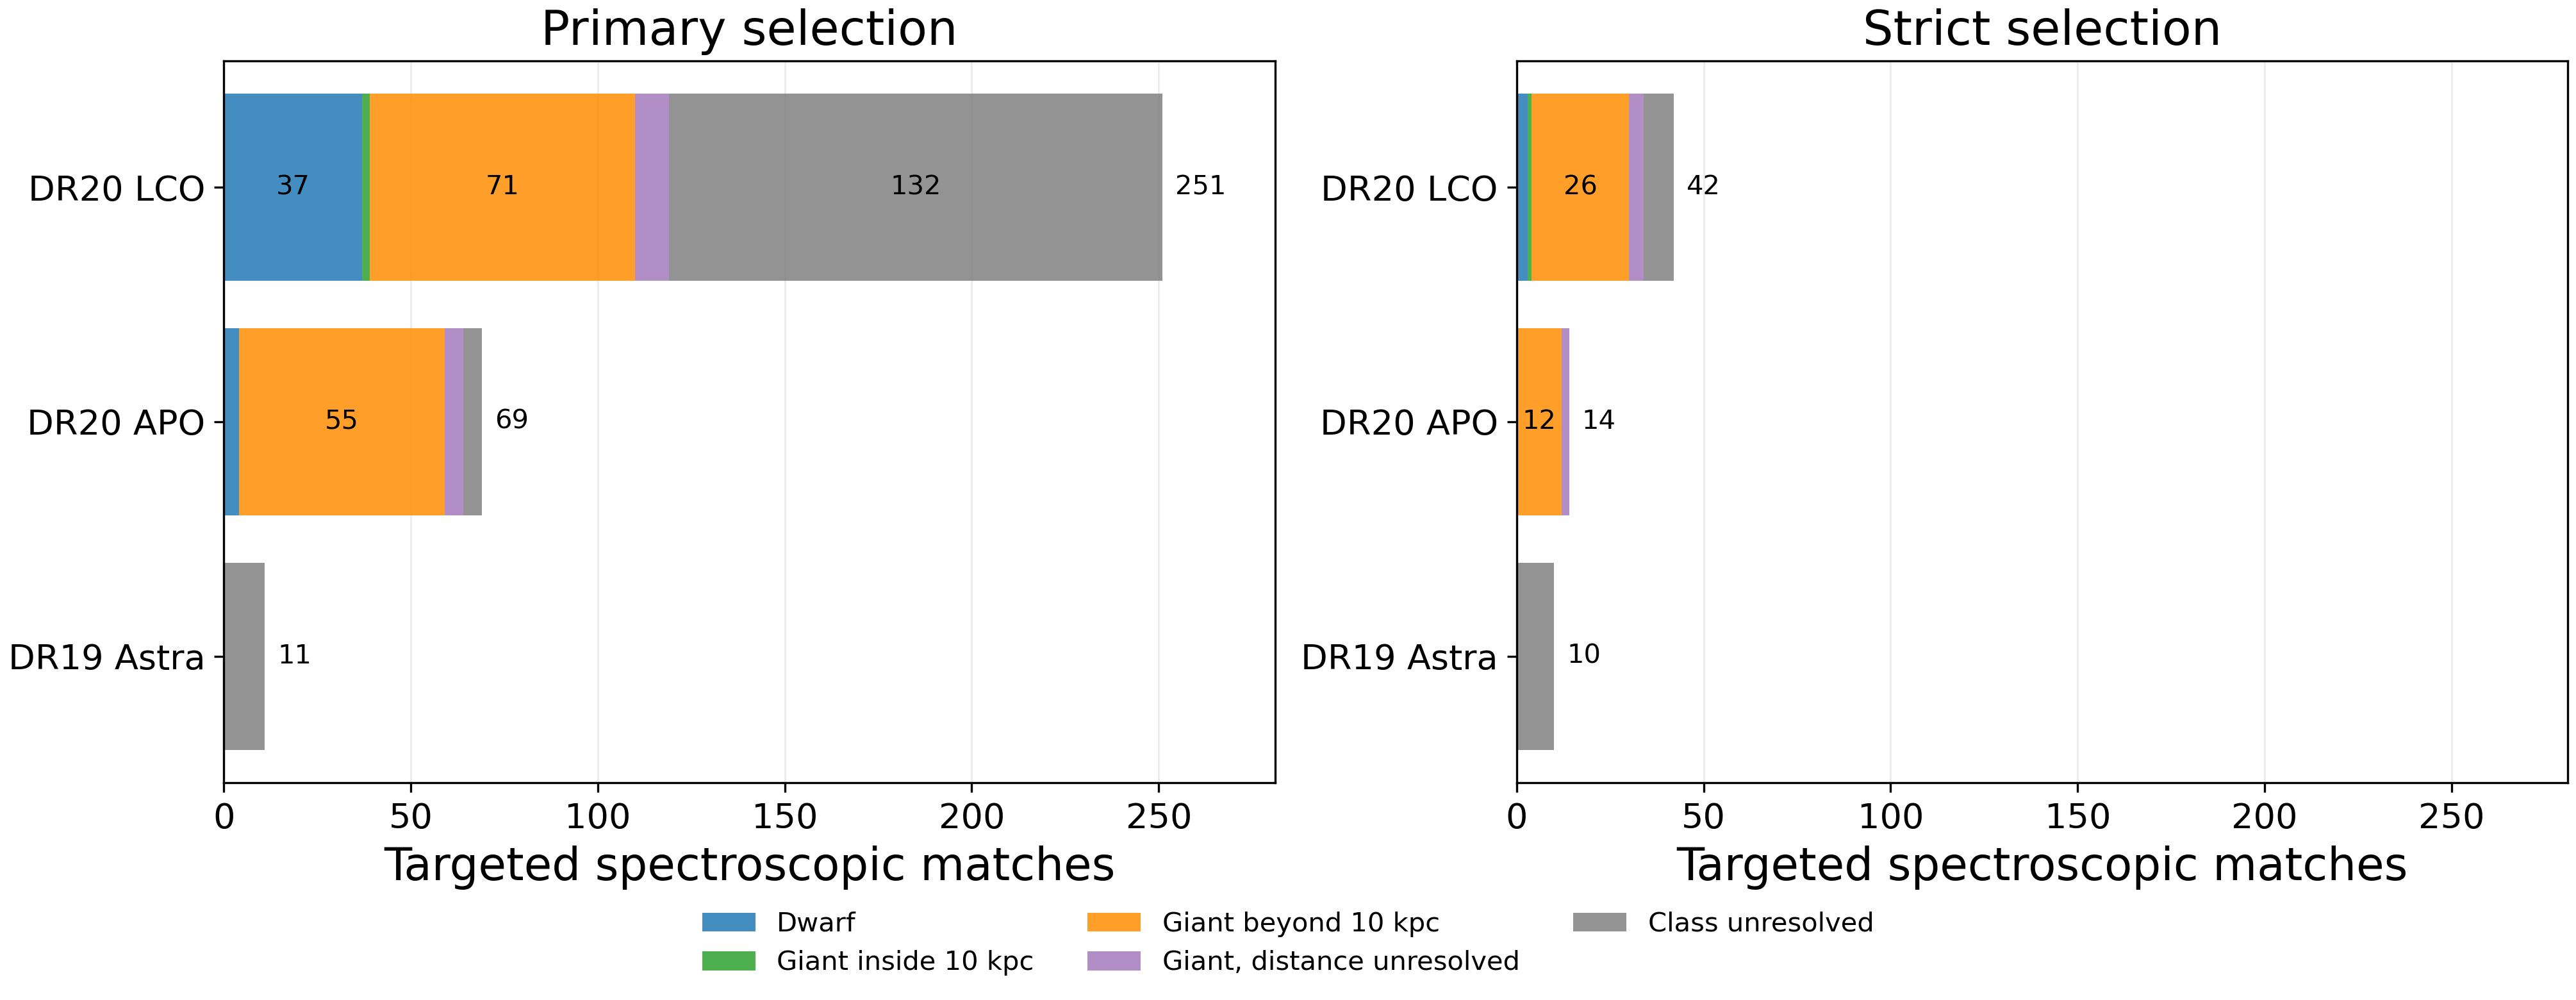 Primary selection
DR20 LCO
37
71
132
251
DR20 APO
55
69
DR19 Astra
11
0 50 100 150 200 250
Targeted spectroscopic matches
Strict selection
DR20 LCO
26
42
DR20 APO
12
14
DR19 Astra
10
0 50 100 150 200 250
Targeted spectroscopic matches
Dwarf
Giant inside 10 kpc
Giant beyond 10 kpc
Giant, distance unresolved
Class unresolved